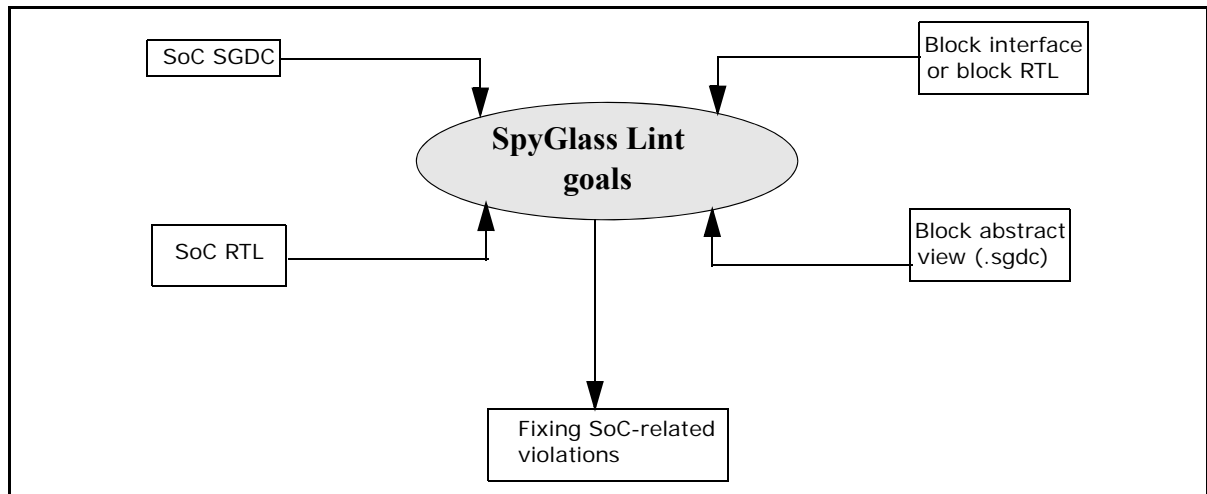 SoC SGDC
Block interface
or block RTL
SpyGlass Lint
goals
SoC RTL
Block abstract
view (.sgdc)
Fixing SoC-related
violations